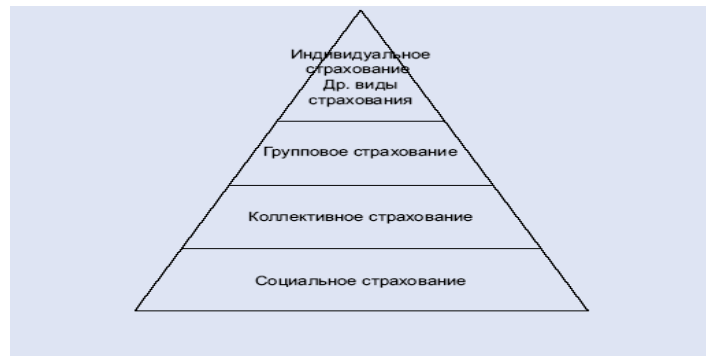 Индивидуальное
страхование
Др. виды
страхования
Групповое страхование
Коллективное страхование
Социальное страхование